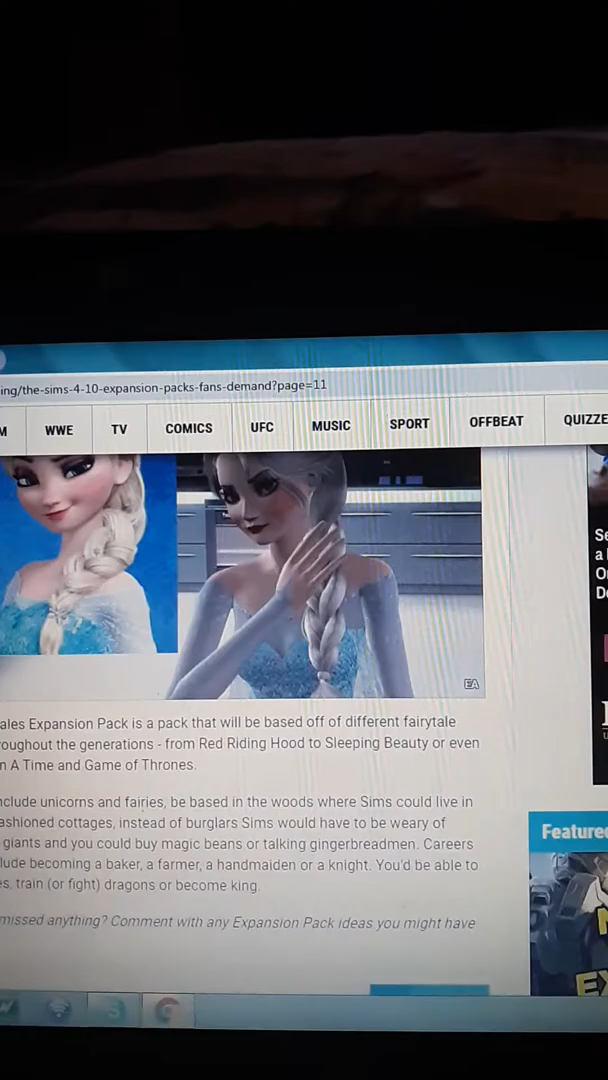 ing/the-sims-4-10-expansion-packs-fans-demand?page=11
M WWE TV COMICS UFC MUSIC SPORT OFFBEAT QUIZZE
EA
ales Expansion Pack is a pack that will be based off of different fairytale
roughout the generations - from Red Riding Hood to Sleeping Beauty or even
n A Time and Game of Thrones.
nclude unicorns and fairies, be based in the woods where Sims could live in
ashioned cottages, instead of burglars Sims would have to be weary of
giants and you could buy magic beans or talking gingerbreadmen. Careers
lude becoming a baker, a farmer, a handmaiden or a knight. You'd be able to
es, train (or fight) dragons or become king.
missed anything? Comment with any Expansion Pack ideas you might have
Se
a
O
De
Featured